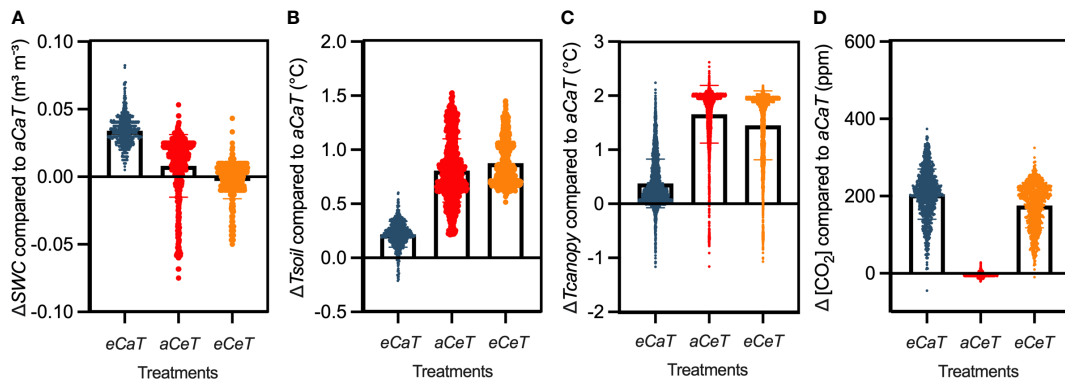 A
ΔSWC compared to aCaT (m³ m⁻³)
0.10
0.05
0.00
-0.05
-0.10
eCaT aCeT eCeT
Treatments
B
ΔTsoil compared to aCaT (°C)
2.0
1.5
1.0
0.5
0.0
-0.5
eCaT aCeT eCeT
Treatments
C
ΔTcanopy compared to aCaT (°C)
3
2
1
0
-1
-2
eCaT aCeT eCeT
Treatments
D
Δ [CO₂] compared to aCaT (ppm)
600
400
200
0
eCaT aCeT eCeT
Treatments